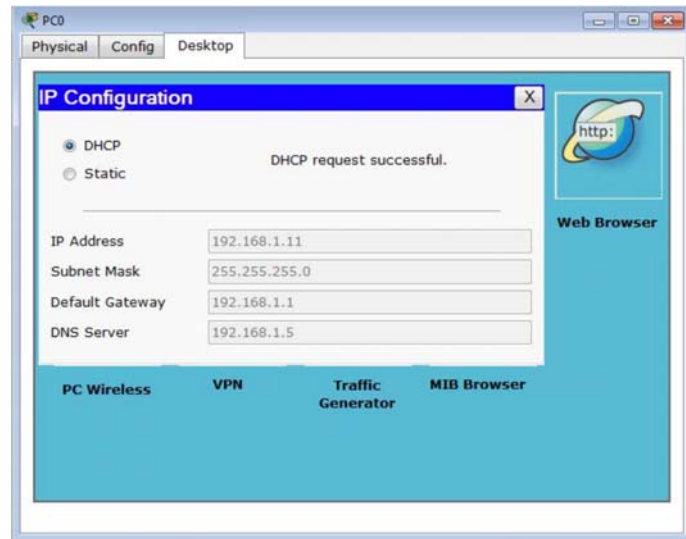 PC0
Physical Config Desktop
IP Configuration X
DHCP
Static
DHCP request successful.
IP Address 192.168.1.11
Subnet Mask 255.255.255.0
Default Gateway 192.168.1.1
DNS Server 192.168.1.5
http:
Web Browser
PC Wireless
VPN
Traffic
Generator
MIB Browser